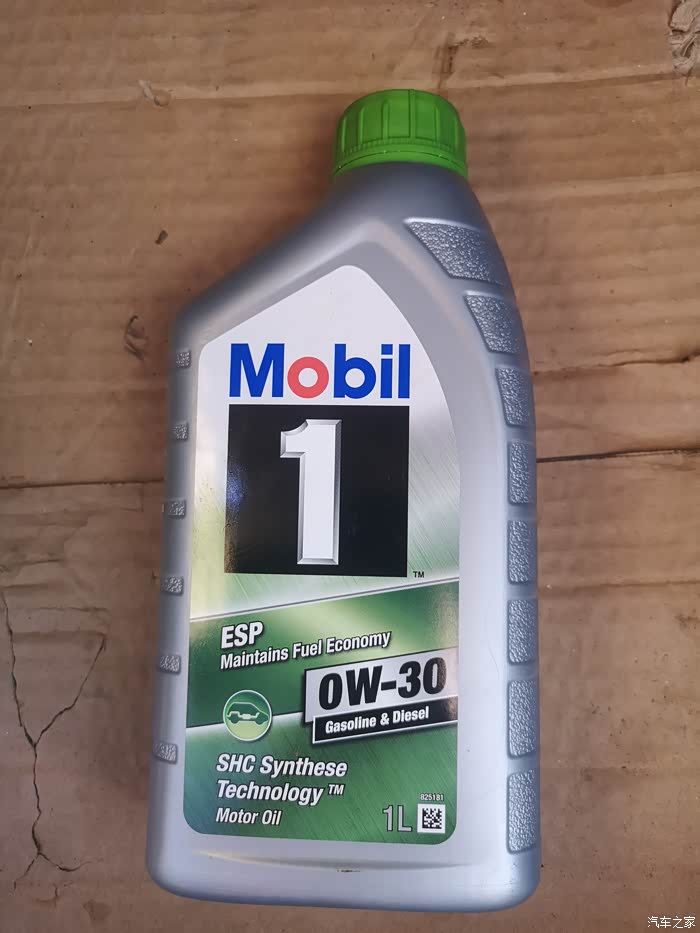 Mobil
1
TM
ESP
Maintains Fuel Economy
0W-30
Gasoline & Diesel
SHC Synthese
Technology™
Motor Oil
825181
1L
汽车之家